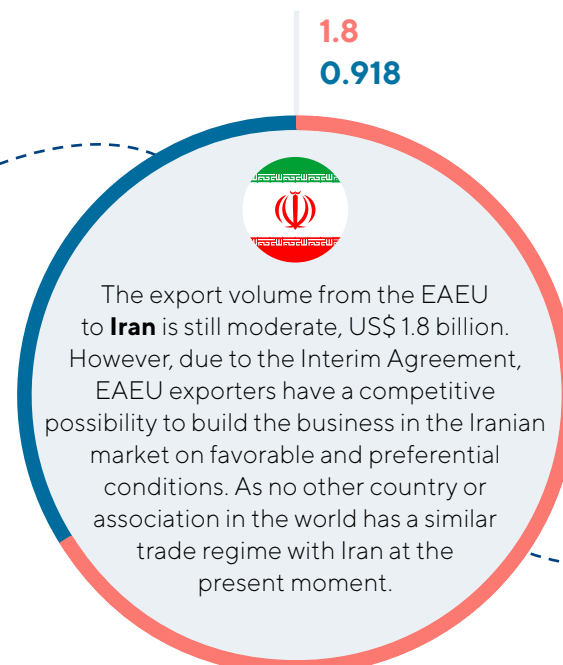 1.8
0.918
The export volume from the EAEU
to Iran is still moderate, US$ 1.8 billion.
However, due to the Interim Agreement,
EAEU exporters have a competitive
possibility to build the business in the Iranian
market on favorable and preferential
conditions. As no other country or
association in the world has a similar
trade regime with Iran at the
present moment.